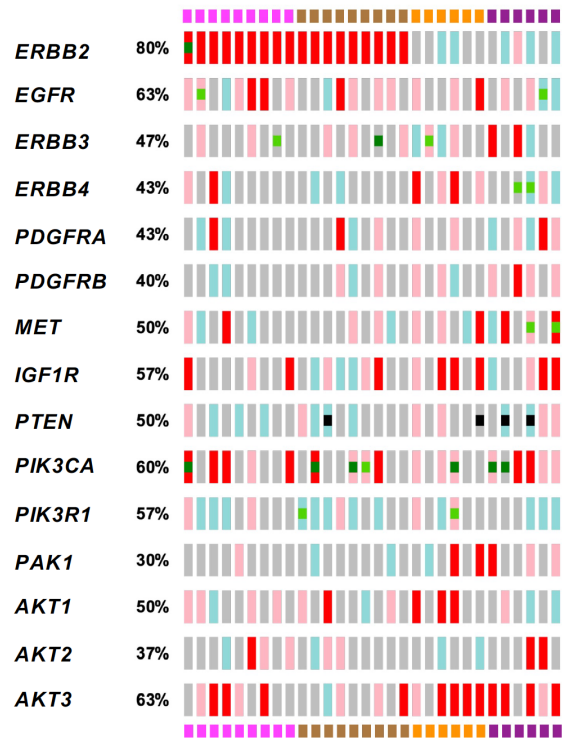 ERBB2 80%
EGFR 63%
ERBB3 47%
ERBB4 43%
PDGFRA 43%
PDGFRB 40%
MET 50%
IGF1R 57%
PTEN 50%
PIK3CA 60%
PIK3R1 57%
PAK1 30%
AKT1 50%
AKT2 37%
AKT3 63%